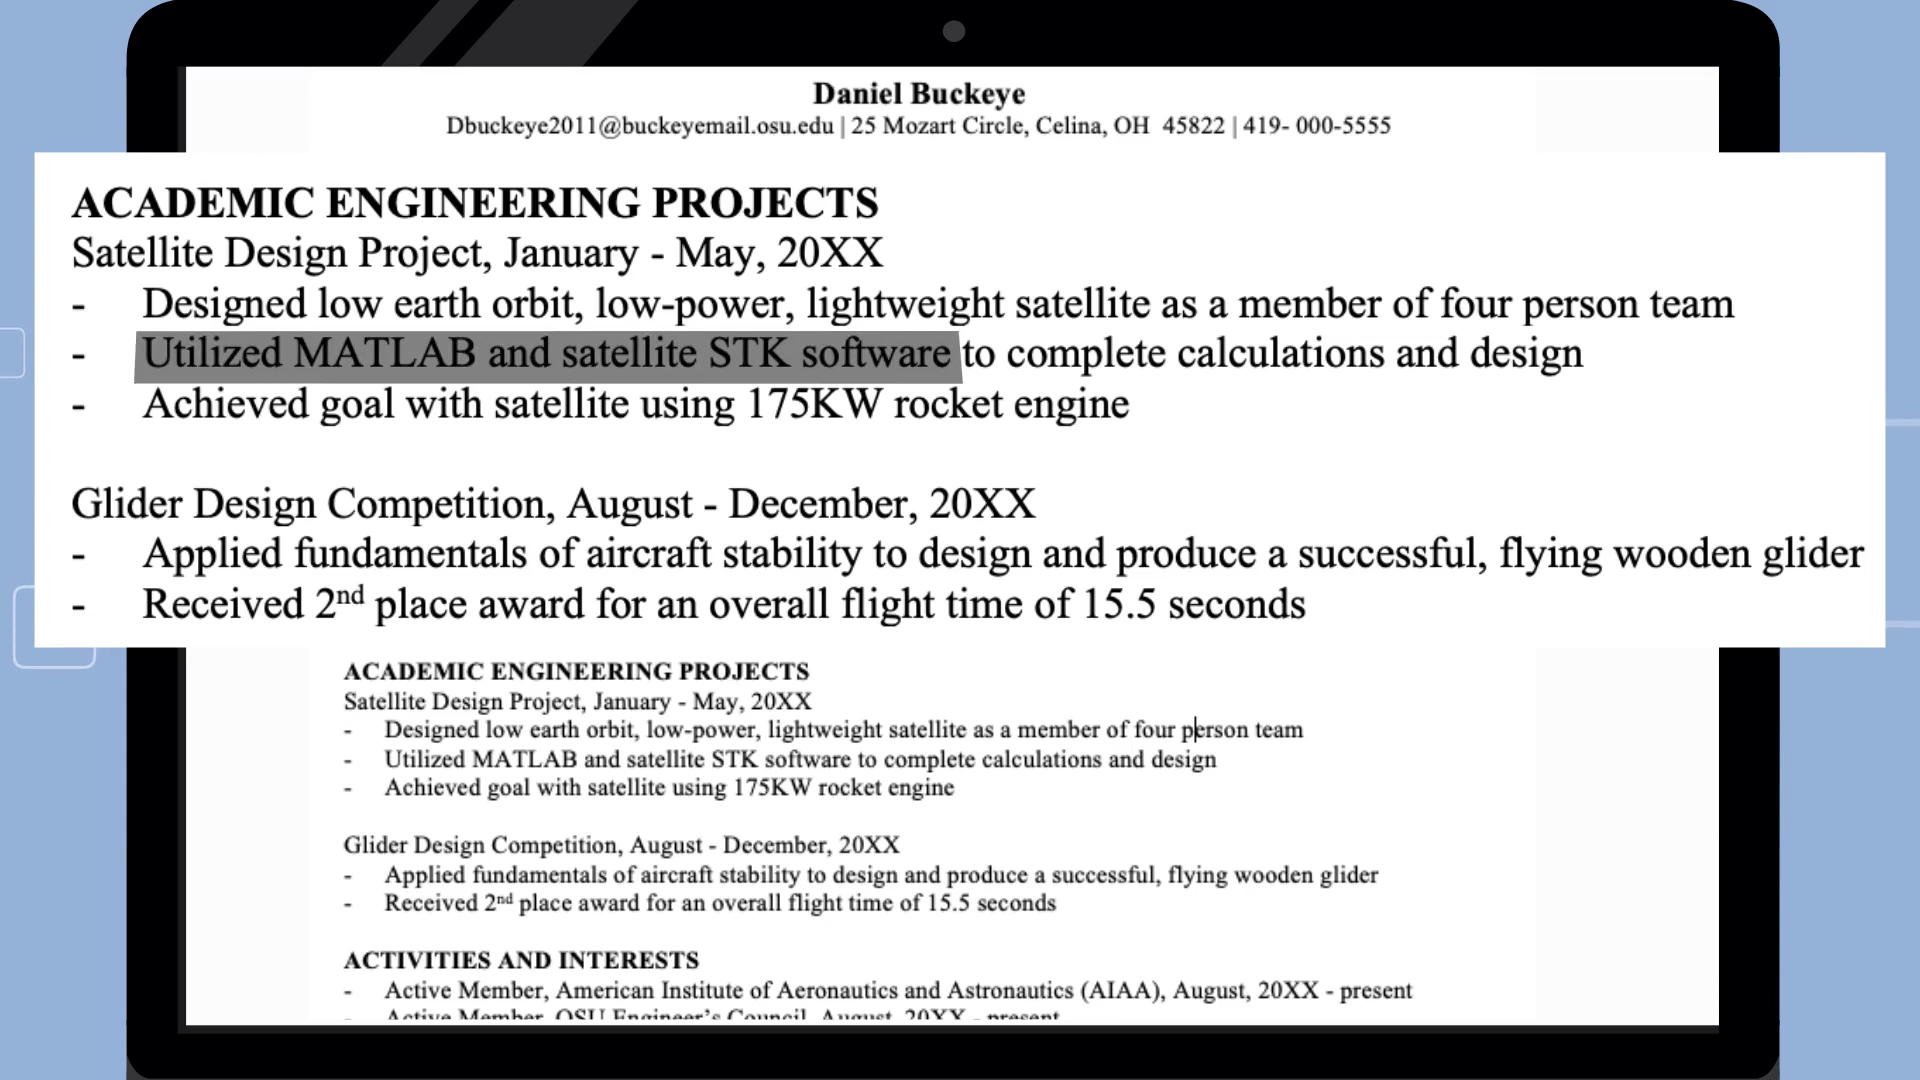 Daniel Buckeye
Dbuckeye2011@buckeyemail.osu.edu | 25 Mozart Circle, Celina, OH 45822 | 419- 000-5555
ACADEMIC ENGINEERING PROJECTS
Satellite Design Project, January - May, 20XX
- Designed low earth orbit, low-power, lightweight satellite as a member of four person team
- Utilized MATLAB and satellite STK software to complete calculations and design
- Achieved goal with satellite using 175KW rocket engine
Glider Design Competition, August - December, 20XX
- Applied fundamentals of aircraft stability to design and produce a successful, flying wooden glider
- Received 2nd place award for an overall flight time of 15.5 seconds
ACADEMIC ENGINEERING PROJECTS
Satellite Design Project, January - May, 20XX
- Designed low earth orbit, low-power, lightweight satellite as a member of four person team
- Utilized MATLAB and satellite STK software to complete calculations and design
- Achieved goal with satellite using 175KW rocket engine
Glider Design Competition, August - December, 20XX
- Applied fundamentals of aircraft stability to design and produce a successful, flying wooden glider
- Received 2nd place award for an overall flight time of 15.5 seconds
ACTIVITIES AND INTERESTS
- Active Member, American Institute of Aeronautics and Astronautics (AIAA), August, 20XX - present
- Active Member, OSU Engineer's Council, August, 20XX - present